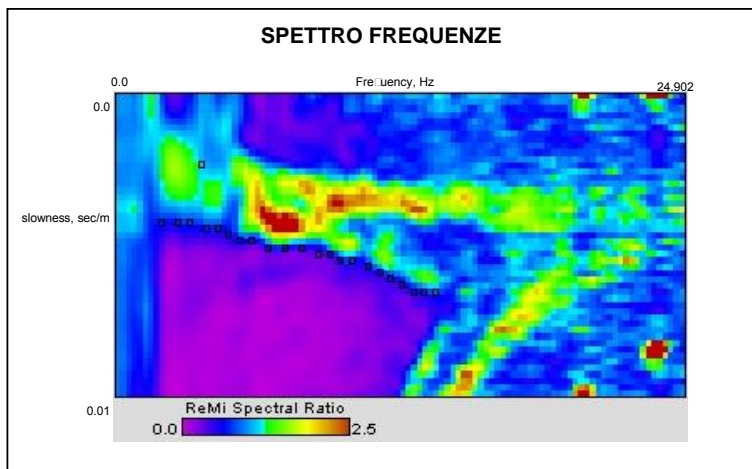 SPETTRO FREQUENZE
0.0 Fre□uency, Hz 24.902
0.0
slowness, sec/m
0.01
ReMi Spectral Ratio
0.0 2.5